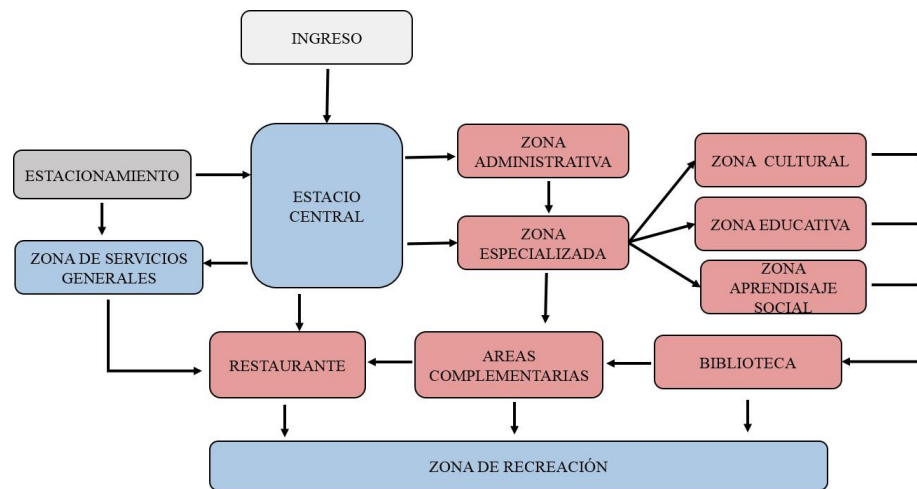 INGRESO
ZONA
ADMINISTRATIVA
ZONA CULTURAL
ESTACIONAMIENTO
ESTACIO
CENTRAL
ZONA
ESPECIALIZADA
ZONA EDUCATIVA
ZONA DE SERVICIOS
GENERALES
ZONA
APRENDISAJE
SOCIAL
RESTAURANTE
AREAS
COMPLEMENTARIAS
BIBLIOTECA
ZONA DE RECREACIÓN